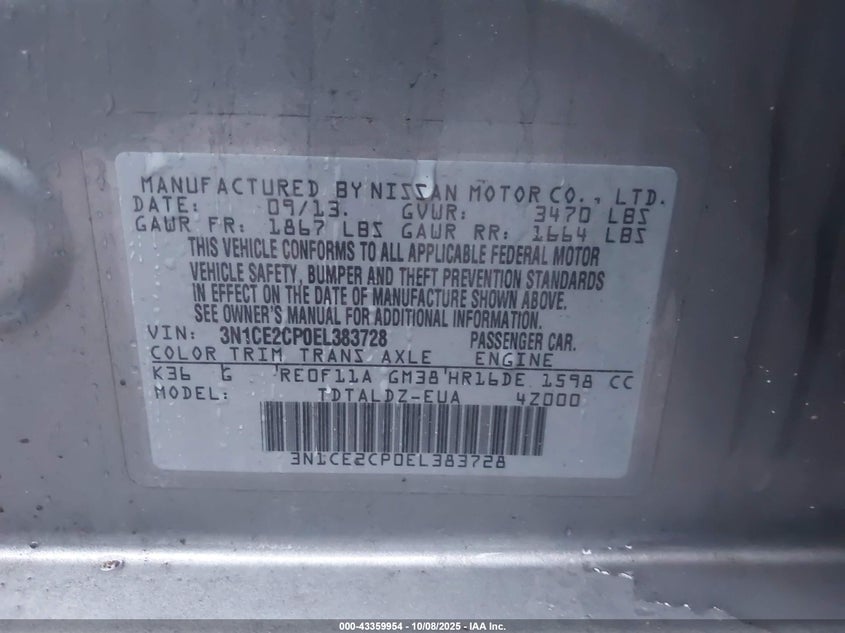 MANUFACTURED BY NISSAN MOTOR CO., LTD.
DATE: 09/13. GVWR: 3470 LBS
GAWR FR: 1867 LBS GAWR RR: 1664 LBS
THIS VEHICLE CONFORMS TO ALL APPLICABLE FEDERAL MOTOR
VEHICLE SAFETY, BUMPER AND THEFT PREVENTION STANDARDS
IN EFFECT ON THE DATE OF MANUFACTURE SHOWN ABOVE.
SEE OWNER'S MANUAL FOR ADDITIONAL INFORMATION.
VIN: 3N1CE2CP0EL383728 PASSENGER CAR.
COLOR TRIM TRANS AXLE ENGINE
K36 G RE0F11A GM38 HR16DE 1598 CC
MODEL: TDTALDZ-EUA 4Z000
3N1CE2CP0EL383728
000-43359954 | 10/08/2025 - IAA Inc.